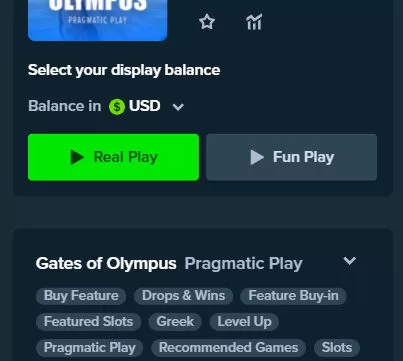 OLYMPUS
PRAGMATIC PLAY
Select your display balance
Balance in $ USD
Real Play Fun Play
Gates of Olympus Pragmatic Play
Buy Feature Drops & Wins Feature Buy-in
Featured Slots Greek Level Up
Pragmatic Play Recommended Games Slots